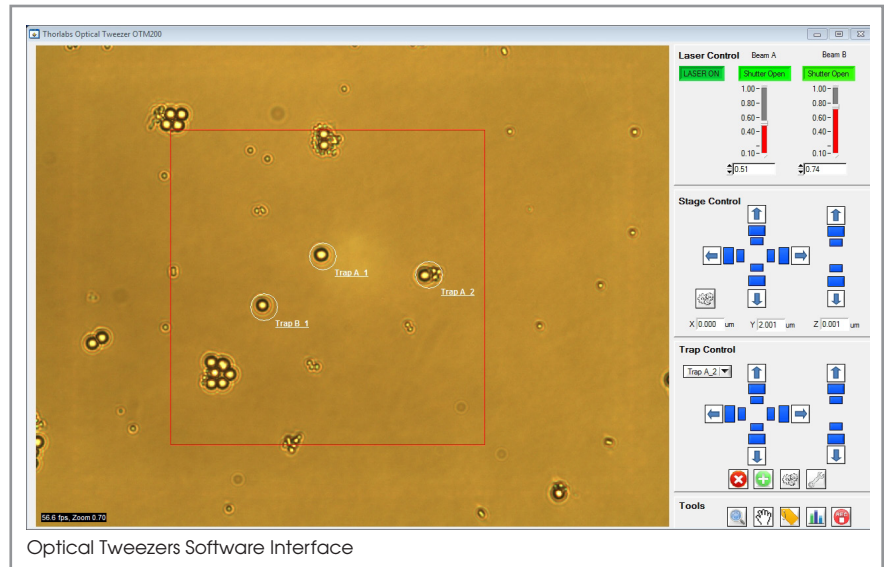 Thorlabs Optical Tweezer OTM200
Laser Control Beam A Beam B
LASER ON Shutter Open Shutter Open
1.00 1.00
0.80 0.80
0.60 0.60
0.40 0.40
0.10 0.10
0.51 0.74
Stage Control
X 0.000 um Y 2.001 um Z 0.001 um
Trap Control
Trap A_2
Trap A_1
Trap A_2
Trap B_1
Tools
56.6 fps, Zoom 0.70
Optical Tweezers Software Interface